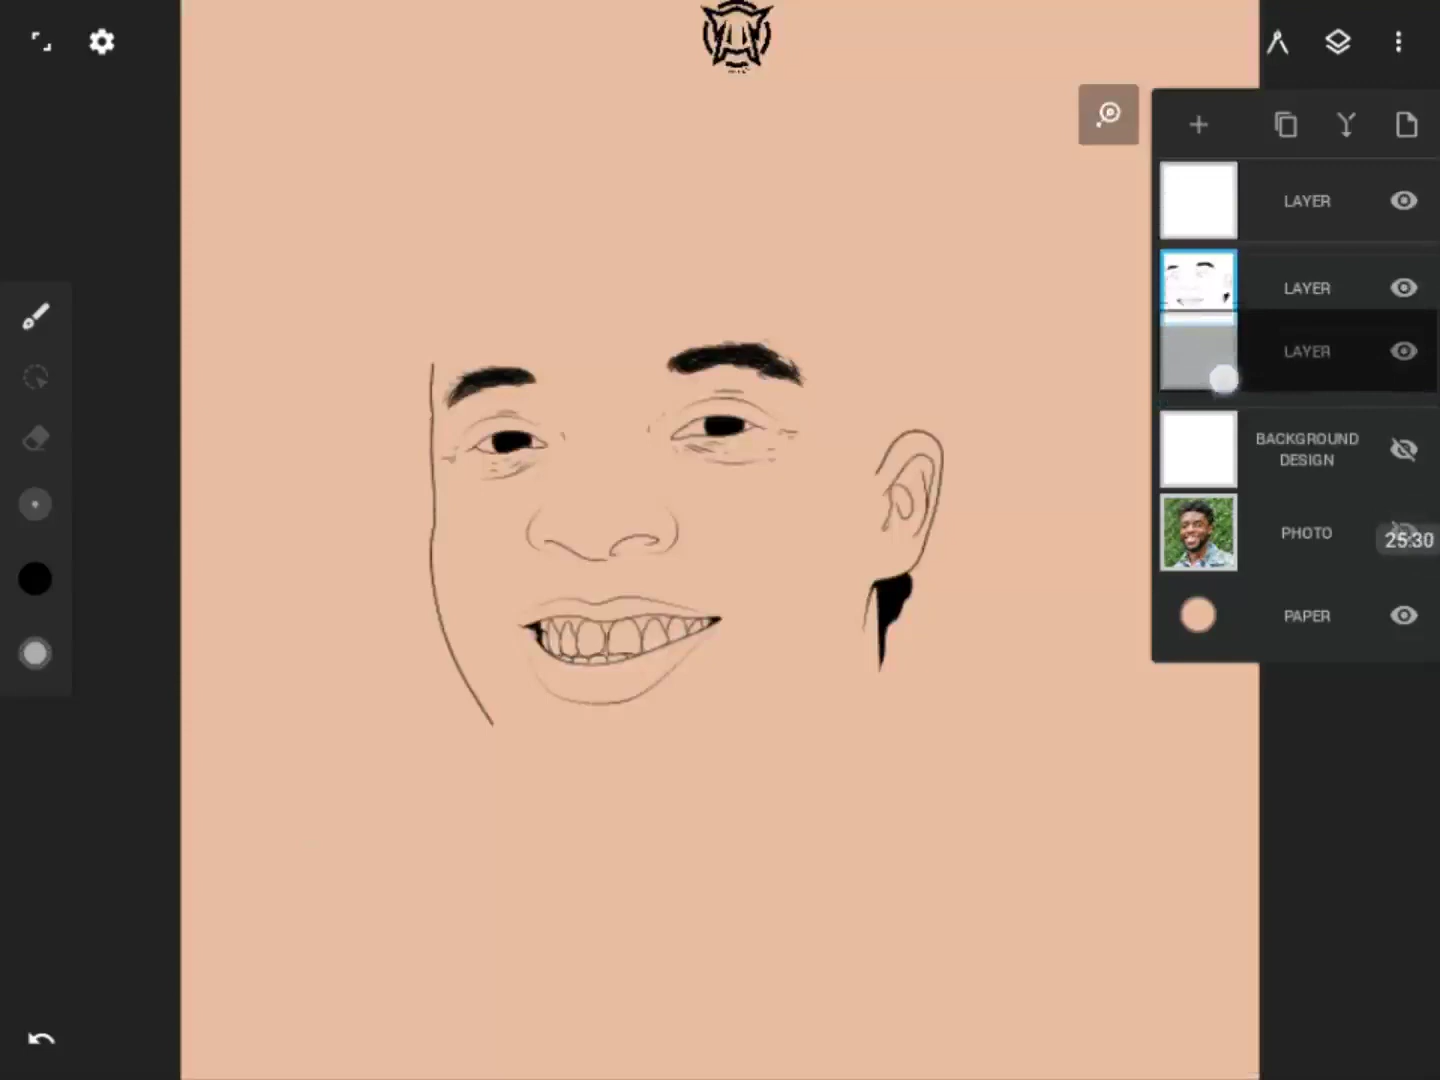 LAYER
LAYER
LAYER
BACKGROUND
DESIGN
PHOTO
25:30
PAPER